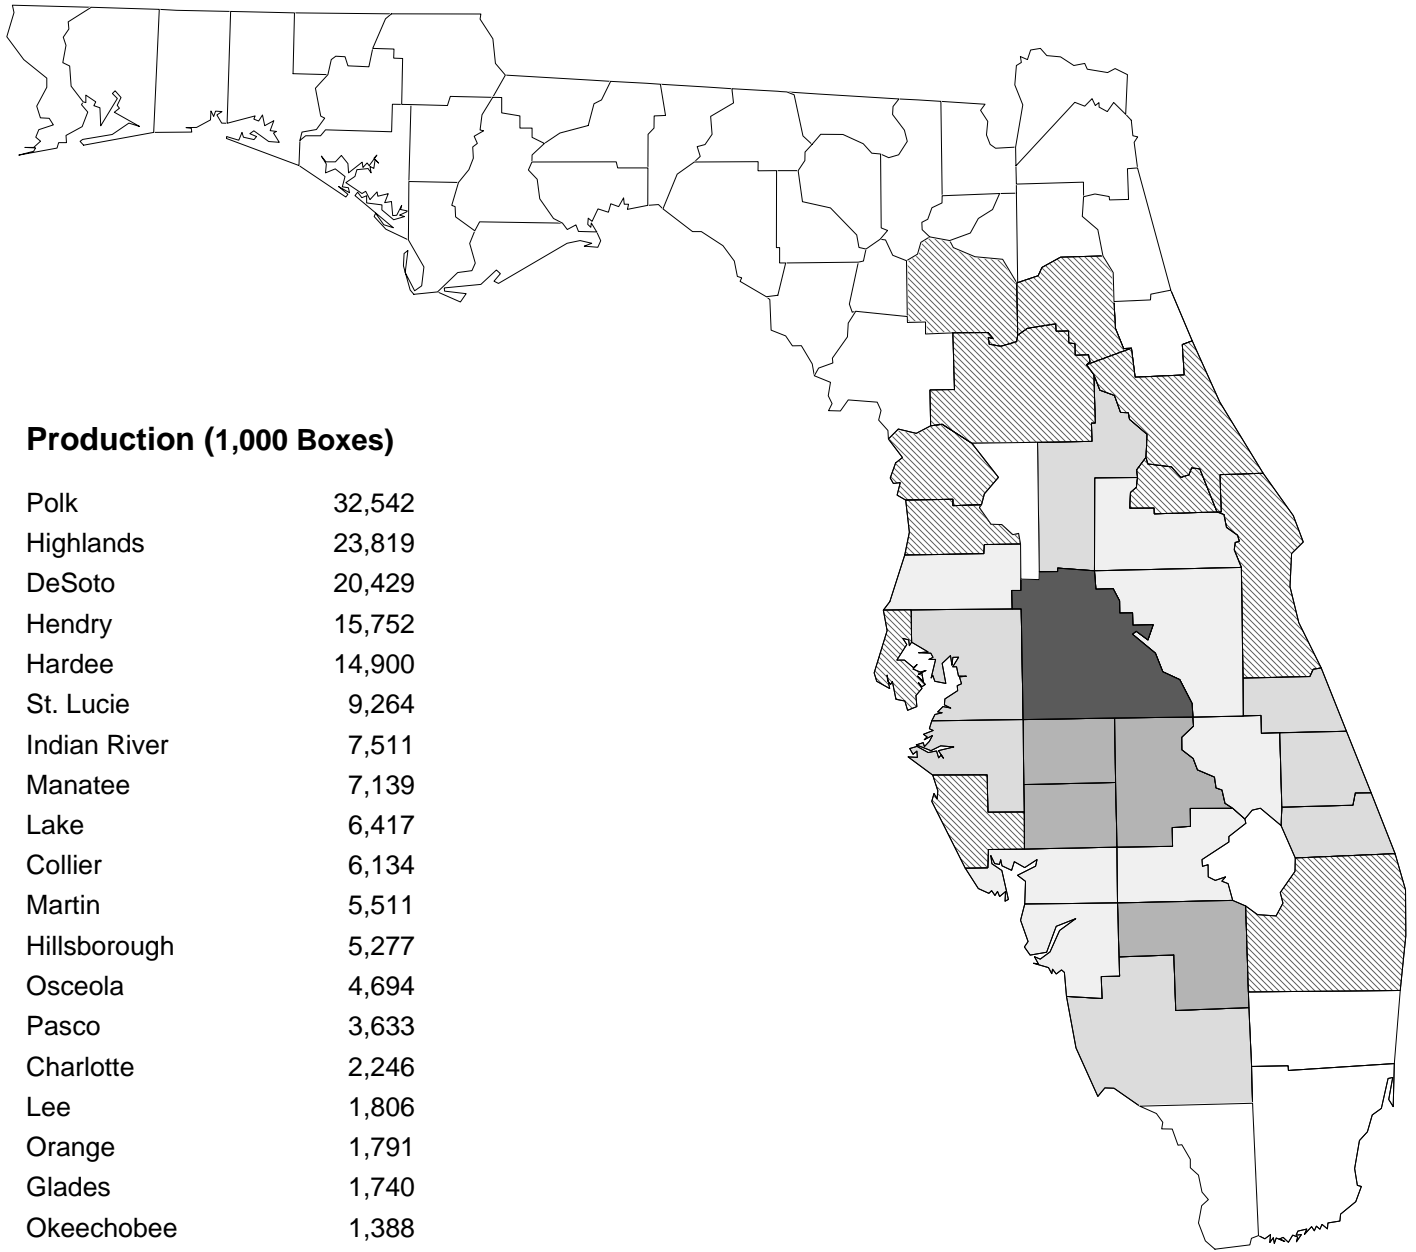 Production (1,000 Boxes)
Polk 32,542
Highlands 23,819
DeSoto 20,429
Hendry 15,752
Hardee 14,900
St. Lucie 9,264
Indian River 7,511
Manatee 7,139
Lake 6,417
Collier 6,134
Martin 5,511
Hillsborough 5,277
Osceola 4,694
Pasco 3,633
Charlotte 2,246
Lee 1,806
Orange 1,791
Glades 1,740
Okeechobee 1,388